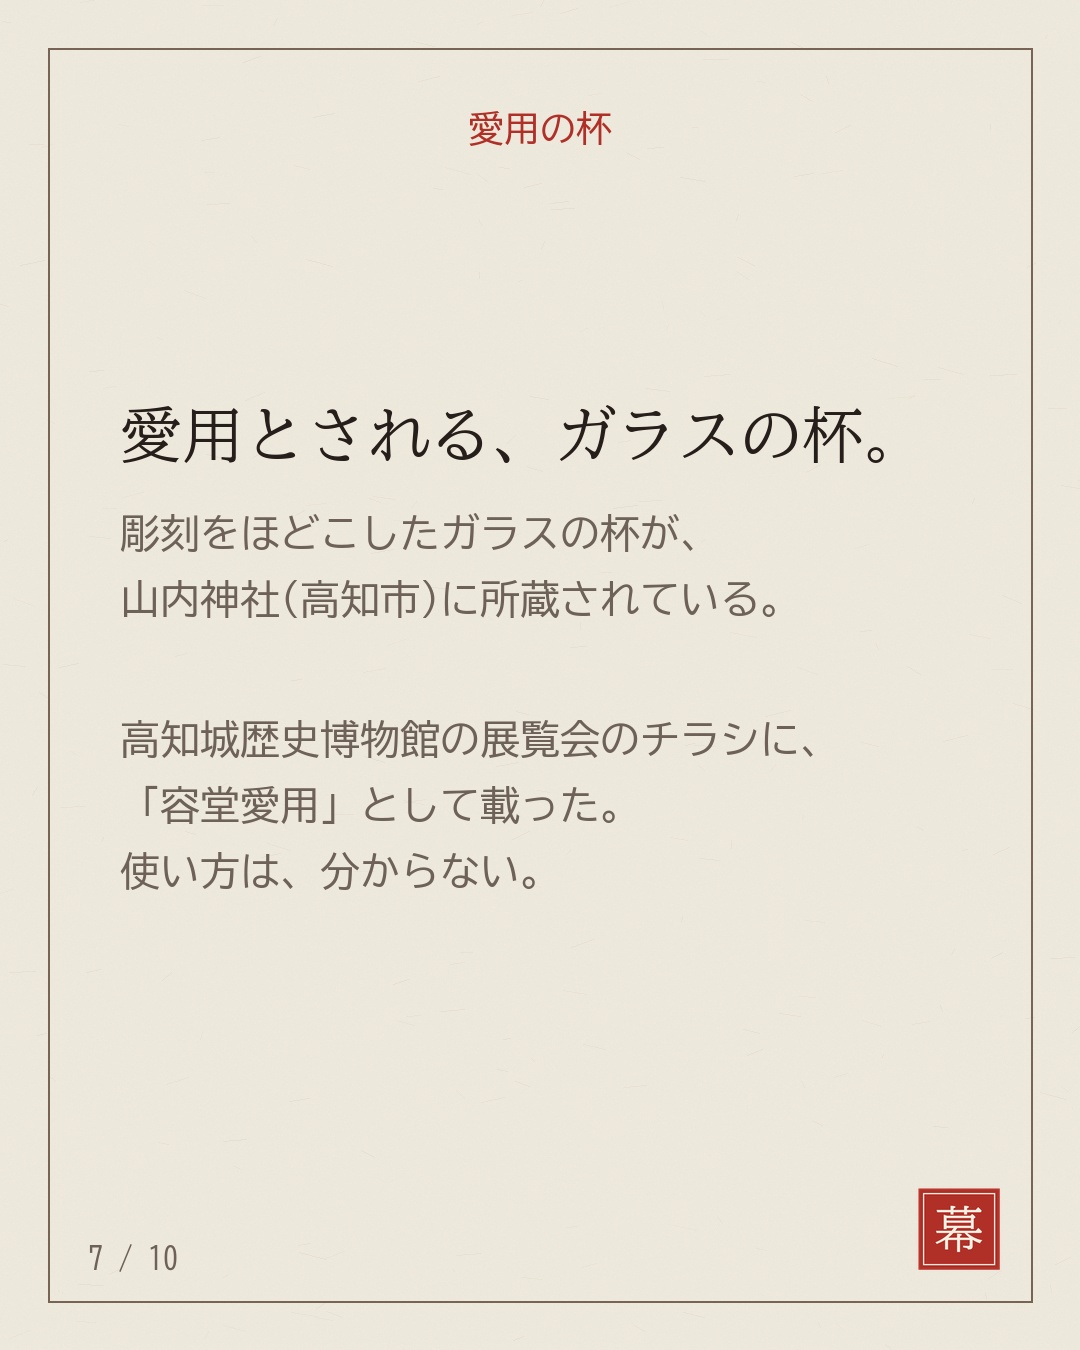 愛用の杯
愛用とされる、ガラスの杯。
彫刻をほどこしたガラスの杯が、
山内神社(高知市)に所蔵されている。
高知城歴史博物館の展覧会のチラシに、
「容堂愛用」として載った。
使い方は、分からない。
幕
7 / 10